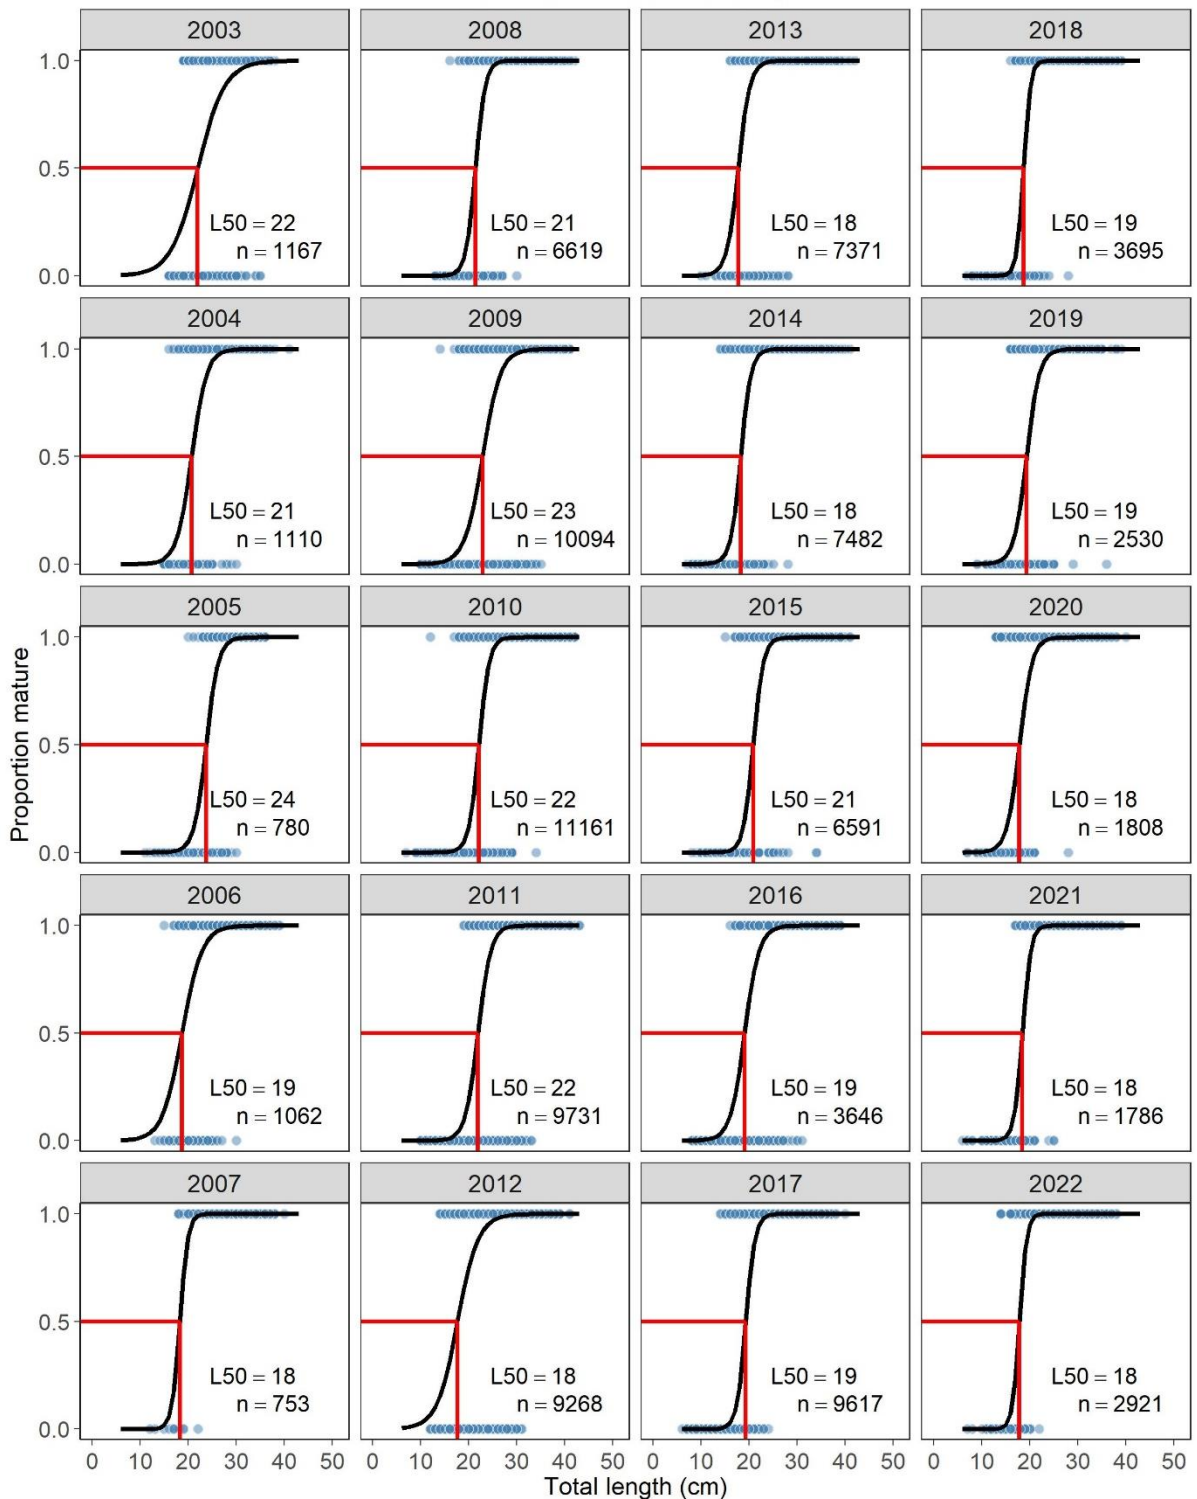 2003 2008 2013 2018
1.0
0.5
0.0
L50 = 22 L50 = 21 L50 = 18 L50 = 19
n = 1167 n = 6619 n = 7371 n = 3695
2004 2009 2014 2019
1.0
0.5
0.0
L50 = 21 L50 = 23 L50 = 18 L50 = 19
n = 1110 n = 10094 n = 7482 n = 2530
2005 2010 2015 2020
1.0
0.5
0.0
L50 = 24 L50 = 22 L50 = 21 L50 = 18
n = 780 n = 11161 n = 6591 n = 1808
Proportion mature
2006 2011 2016 2021
1.0
0.5
0.0
L50 = 19 L50 = 22 L50 = 19 L50 = 18
n = 1062 n = 9731 n = 3646 n = 1786
2007 2012 2017 2022
1.0
0.5
0.0
L50 = 18 L50 = 18 L50 = 19 L50 = 18
n = 753 n = 9268 n = 9617 n = 2921
0 10 20 30 40 50 0 10 20 30 40 50 0 10 20 30 40 50 0 10 20 30 40 50
Total length (cm)